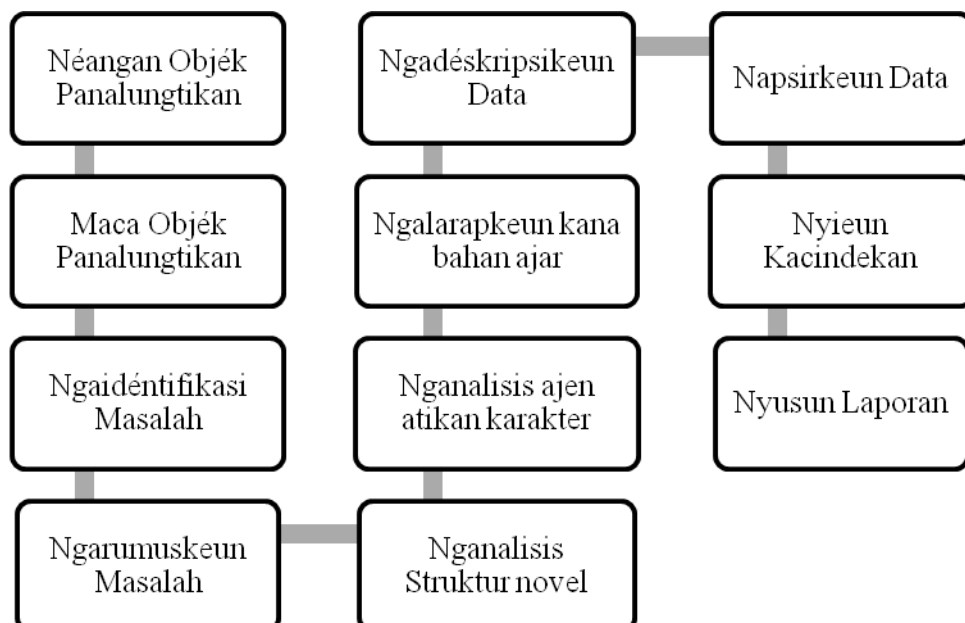 Néangan Objék
Panalungtikan
Maca Objék
Panalungtikan
Ngaidéntifikasi
Masalah
Ngarumuskeun
Masalah
Nganalisis
Struktur novel
Nganalisis ajen
atikan karakter
Ngalarapkeun kana
bahan ajar
Ngadéskripsikeun
Data
Napsirkeun Data
Nyieun
Kacindekan
Nyusun Laporan